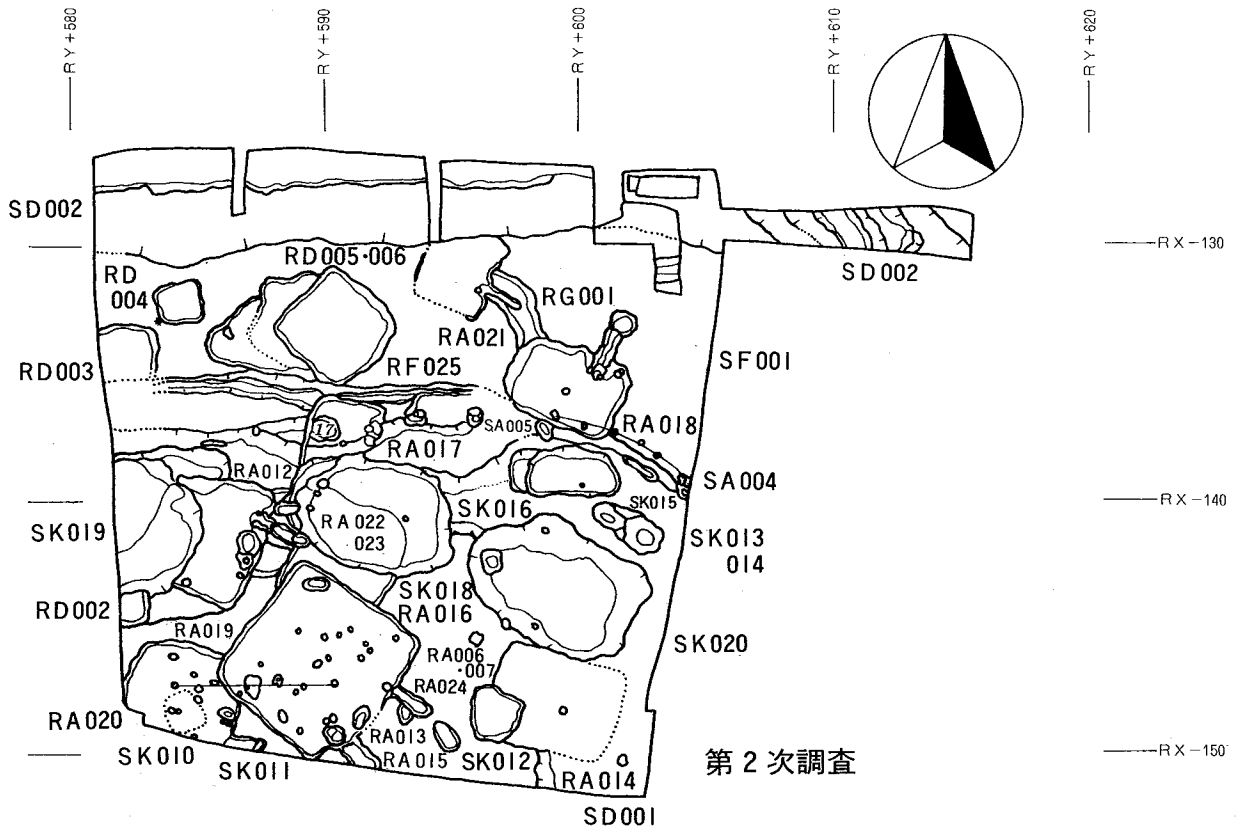 RY+580
RY+590
RY+600
RY+610
RY+620
SD002
RX-130
SD002
RD
004
RD005·006
RG001
RA021
RD003
RF025
SF001
17
SA005
RA018
RA017
RA012
SA004
RX-140
SK019
RA022
023
SK016
SK015
SK013
014
RD002
SK018
RA016
RA019
SK020
RA006
·007
RA024
RA020
RA013
SK010
SK011
RA015
SK012
RA014
第2次調査
RX-150
SD001